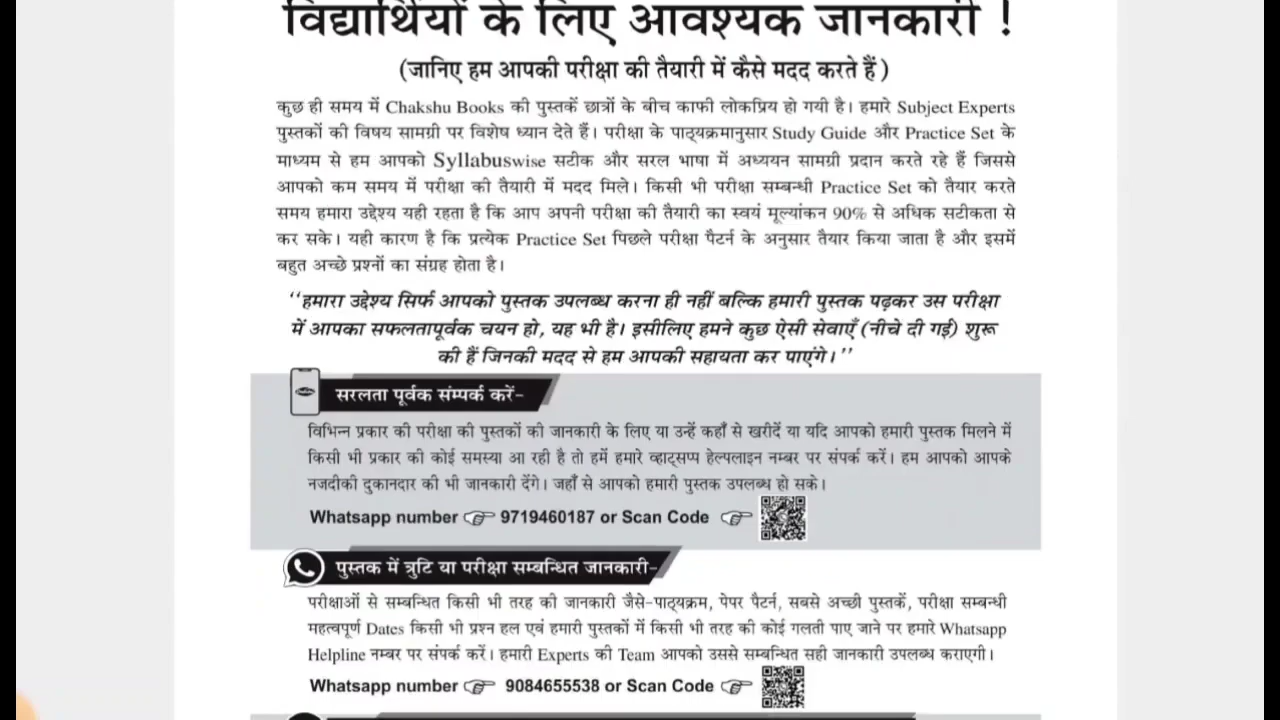 विद्यार्थियों के लिए आवश्यक जानकारी !
(जानिए हम आपकी परीक्षा की तैयारी में कैसे मदद करते हैं )
कुछ ही समय में Chakshu Books की पुस्तकें छात्रों के बीच काफी लोकप्रिय हो गयी है। हमारे Subject Experts
पुस्तकों की विषय सामग्री पर विशेष ध्यान देते हैं। परीक्षा के पाठ्यक्रमानुसार Study Guide और Practice Set के
माध्यम से हम आपको Syllabuswise सटीक और सरल भाषा में अध्ययन सामग्री प्रदान करते रहे हैं जिससे
आपको कम समय में परीक्षा की तैयारी में मदद मिले। किसी भी परीक्षा सम्बन्धी Practice Set को तैयार करते
समय हमारा उद्देश्य यही रहता है कि आप अपनी परीक्षा की तैयारी का स्वयं मूल्यांकन 90% से अधिक सटीकता से
कर सके। यही कारण है कि प्रत्येक Practice Set पिछले परीक्षा पैटर्न के अनुसार तैयार किया जाता है और इसमें
बहुत अच्छे प्रश्नों का संग्रह होता है।
‘‘हमारा उद्देश्य सिर्फ आपको पुस्तक उपलब्ध करना ही नहीं बल्कि हमारी पुस्तक पढ़कर उस परीक्षा
में आपका सफलतापूर्वक चयन हो, यह भी है। इसीलिए हमने कुछ ऐसी सेवाएँ (नीचे दी गई) शुरू
की हैं जिनकी मदद से हम आपकी सहायता कर पाएंगे।’’
सरलता पूर्वक संम्पर्क करें-
विभिन्न प्रकार की परीक्षा की पुस्तकों की जानकारी के लिए या उन्हें कहाँ से खरीदें या यदि आपको हमारी पुस्तक मिलने में
किसी भी प्रकार की कोई समस्या आ रही है तो हमें हमारे व्हाट्सप्प हेल्पलाइन नम्बर पर संपर्क करें। हम आपको आपके
नजदीकी दुकानदार की भी जानकारी देंगे। जहाँ से आपको हमारी पुस्तक उपलब्ध हो सके।
Whatsapp number 9719460187 or Scan Code
पुस्तक में त्रुटि या परीक्षा सम्बन्धित जानकारी-
परीक्षाओं से सम्बन्धित किसी भी तरह की जानकारी जैसे-पाठ्यक्रम, पेपर पैटर्न, सबसे अच्छी पुस्तकें, परीक्षा सम्बन्धी
महत्वपूर्ण Dates किसी भी प्रश्न हल एवं हमारी पुस्तकों में किसी भी तरह की कोई गलती पाए जाने पर हमारे Whatsapp
Helpline नम्बर पर संपर्क करें। हमारी Experts की Team आपको उससे सम्बन्धित सही जानकारी उपलब्ध कराएगी।
Whatsapp number 9084655538 or Scan Code